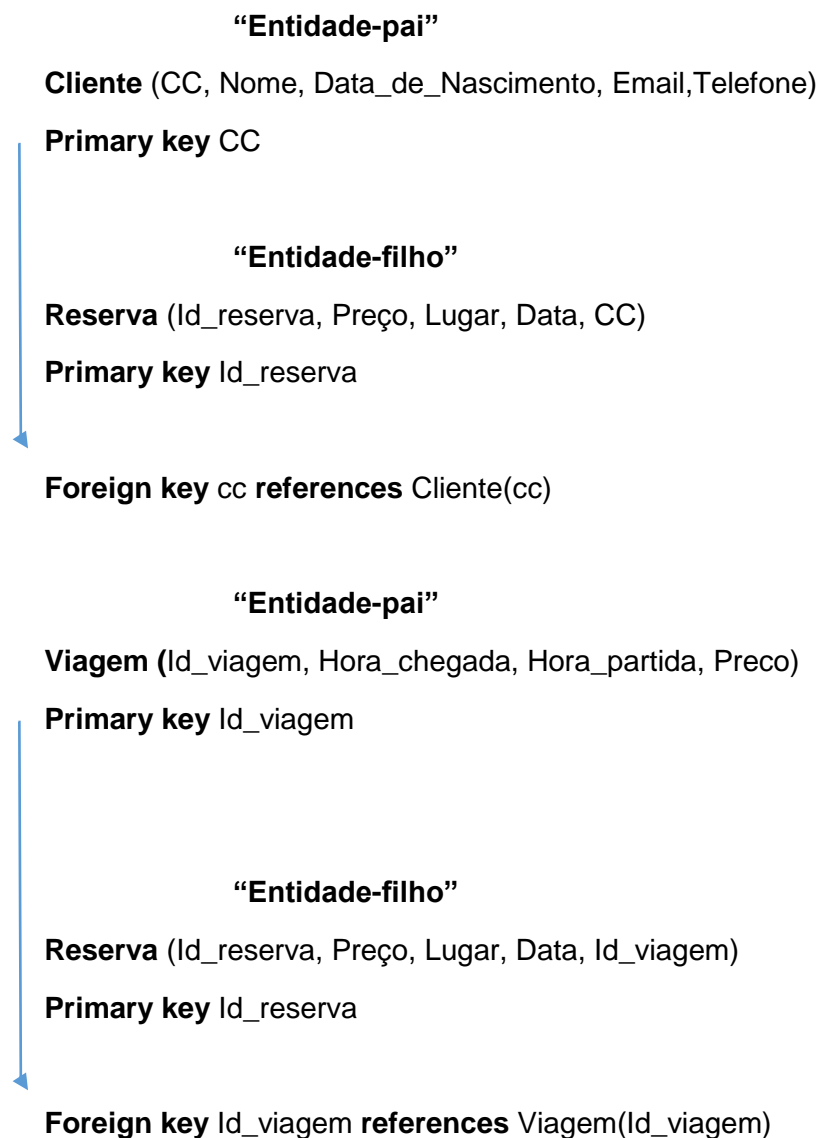 “Entidade-pai”
Cliente (CC, Nome, Data_de_Nascimento, Email,Telefone)
Primary key CC
“Entidade-filho”
Reserva (Id_reserva, Preço, Lugar, Data, CC)
Primary key Id_reserva
Foreign key cc references Cliente(cc)
“Entidade-pai”
Viagem (Id_viagem, Hora_chegada, Hora_partida, Preco)
Primary key Id_viagem
“Entidade-filho”
Reserva (Id_reserva, Preço, Lugar, Data, Id_viagem)
Primary key Id_reserva
Foreign key Id_viagem references Viagem(Id_viagem)